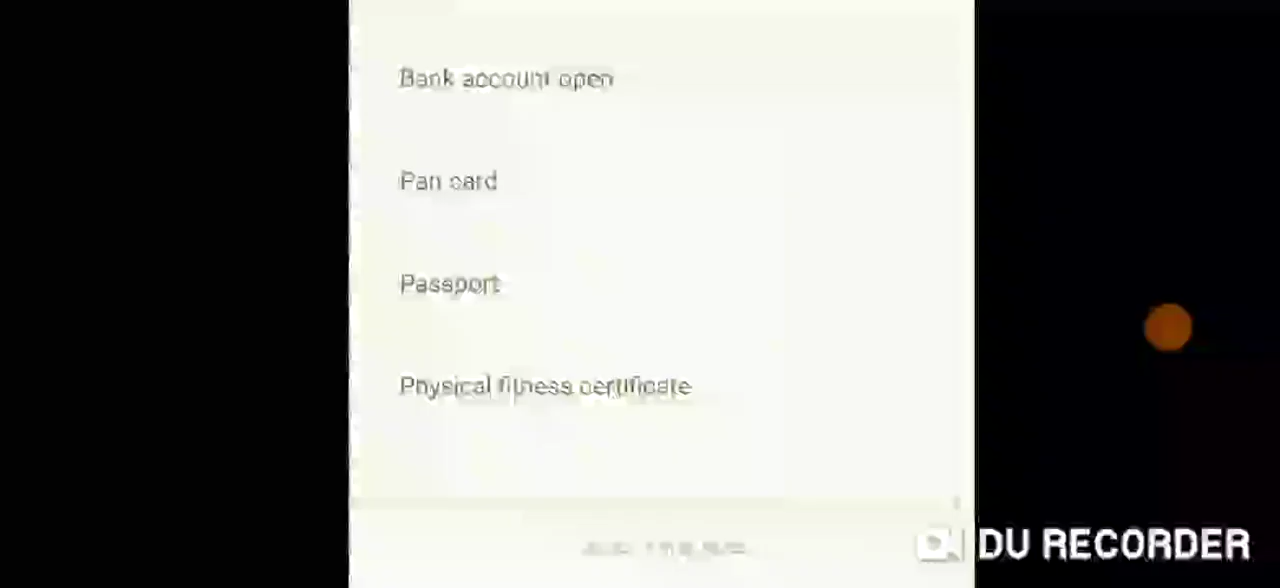 Bank account open
Pan card
Passport
Physical fitness certificate
DU RECORDER